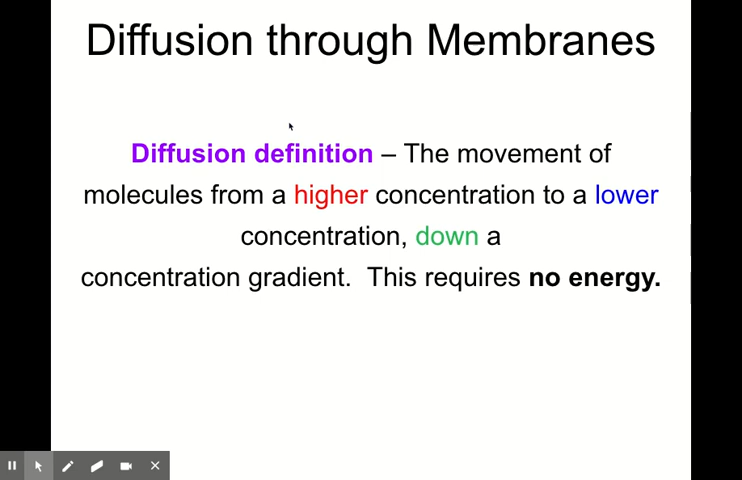 Diffusion through Membranes
Diffusion definition – The movement of
molecules from a higher concentration to a lower
concentration, down a
concentration gradient.  This requires no energy.